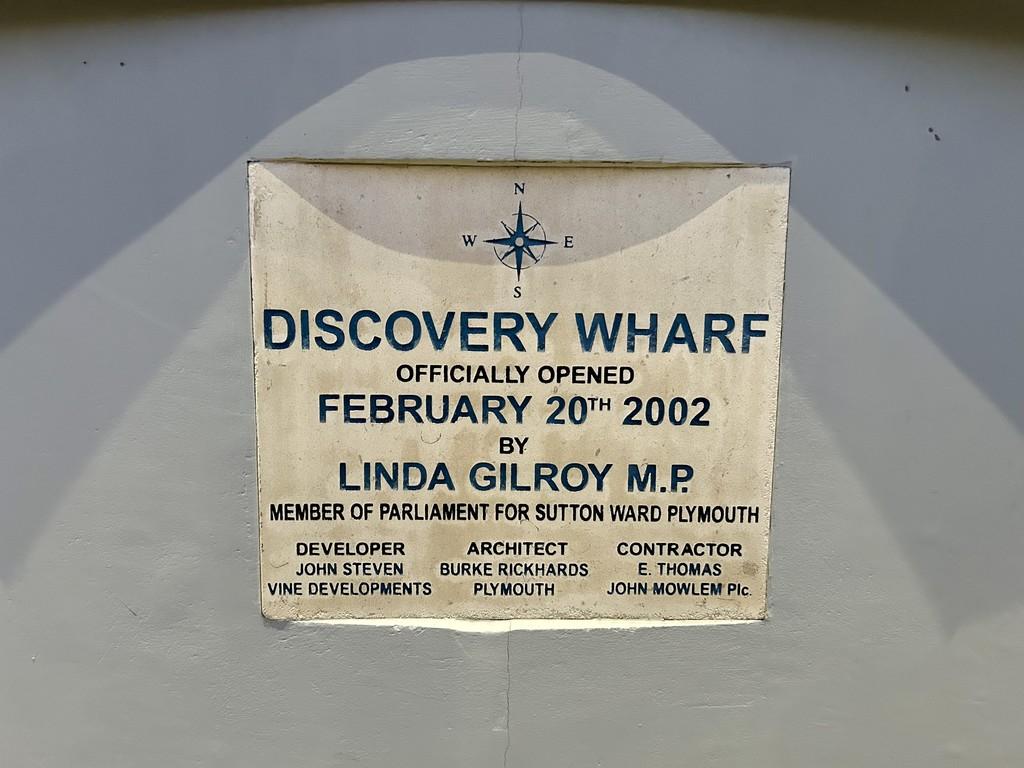 N
W E
S
DISCOVERY WHARF
OFFICIALLY OPENED
FEBRUARY 20TH 2002
BY
LINDA GILROY M.P.
MEMBER OF PARLIAMENT FOR SUTTON WARD PLYMOUTH
DEVELOPER ARCHITECT CONTRACTOR
JOHN STEVEN BURKE RICKHARDS E. THOMAS
VINE DEVELOPMENTS PLYMOUTH JOHN MOWLEM Plc.